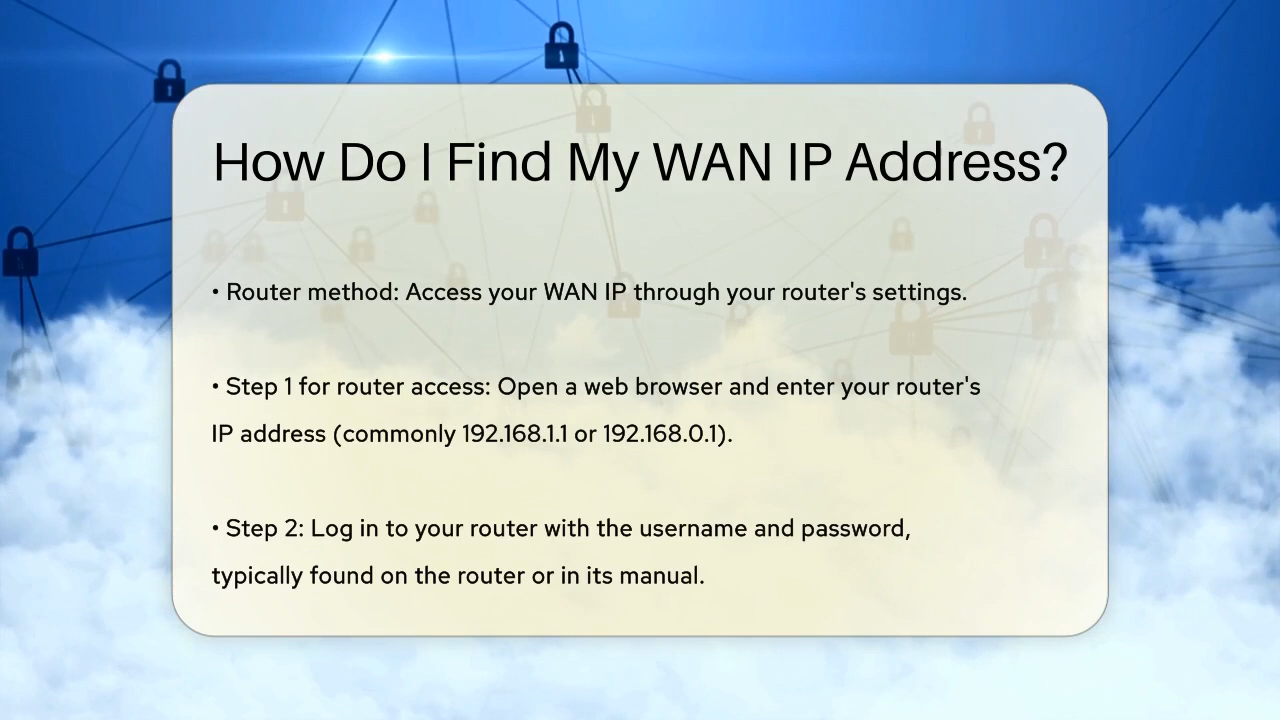 How Do I Find My WAN IP Address?
• Router method: Access your WAN IP through your router's settings.
• Step 1 for router access: Open a web browser and enter your router's
IP address (commonly 192.168.1.1 or 192.168.0.1).
• Step 2: Log in to your router with the username and password,
typically found on the router or in its manual.